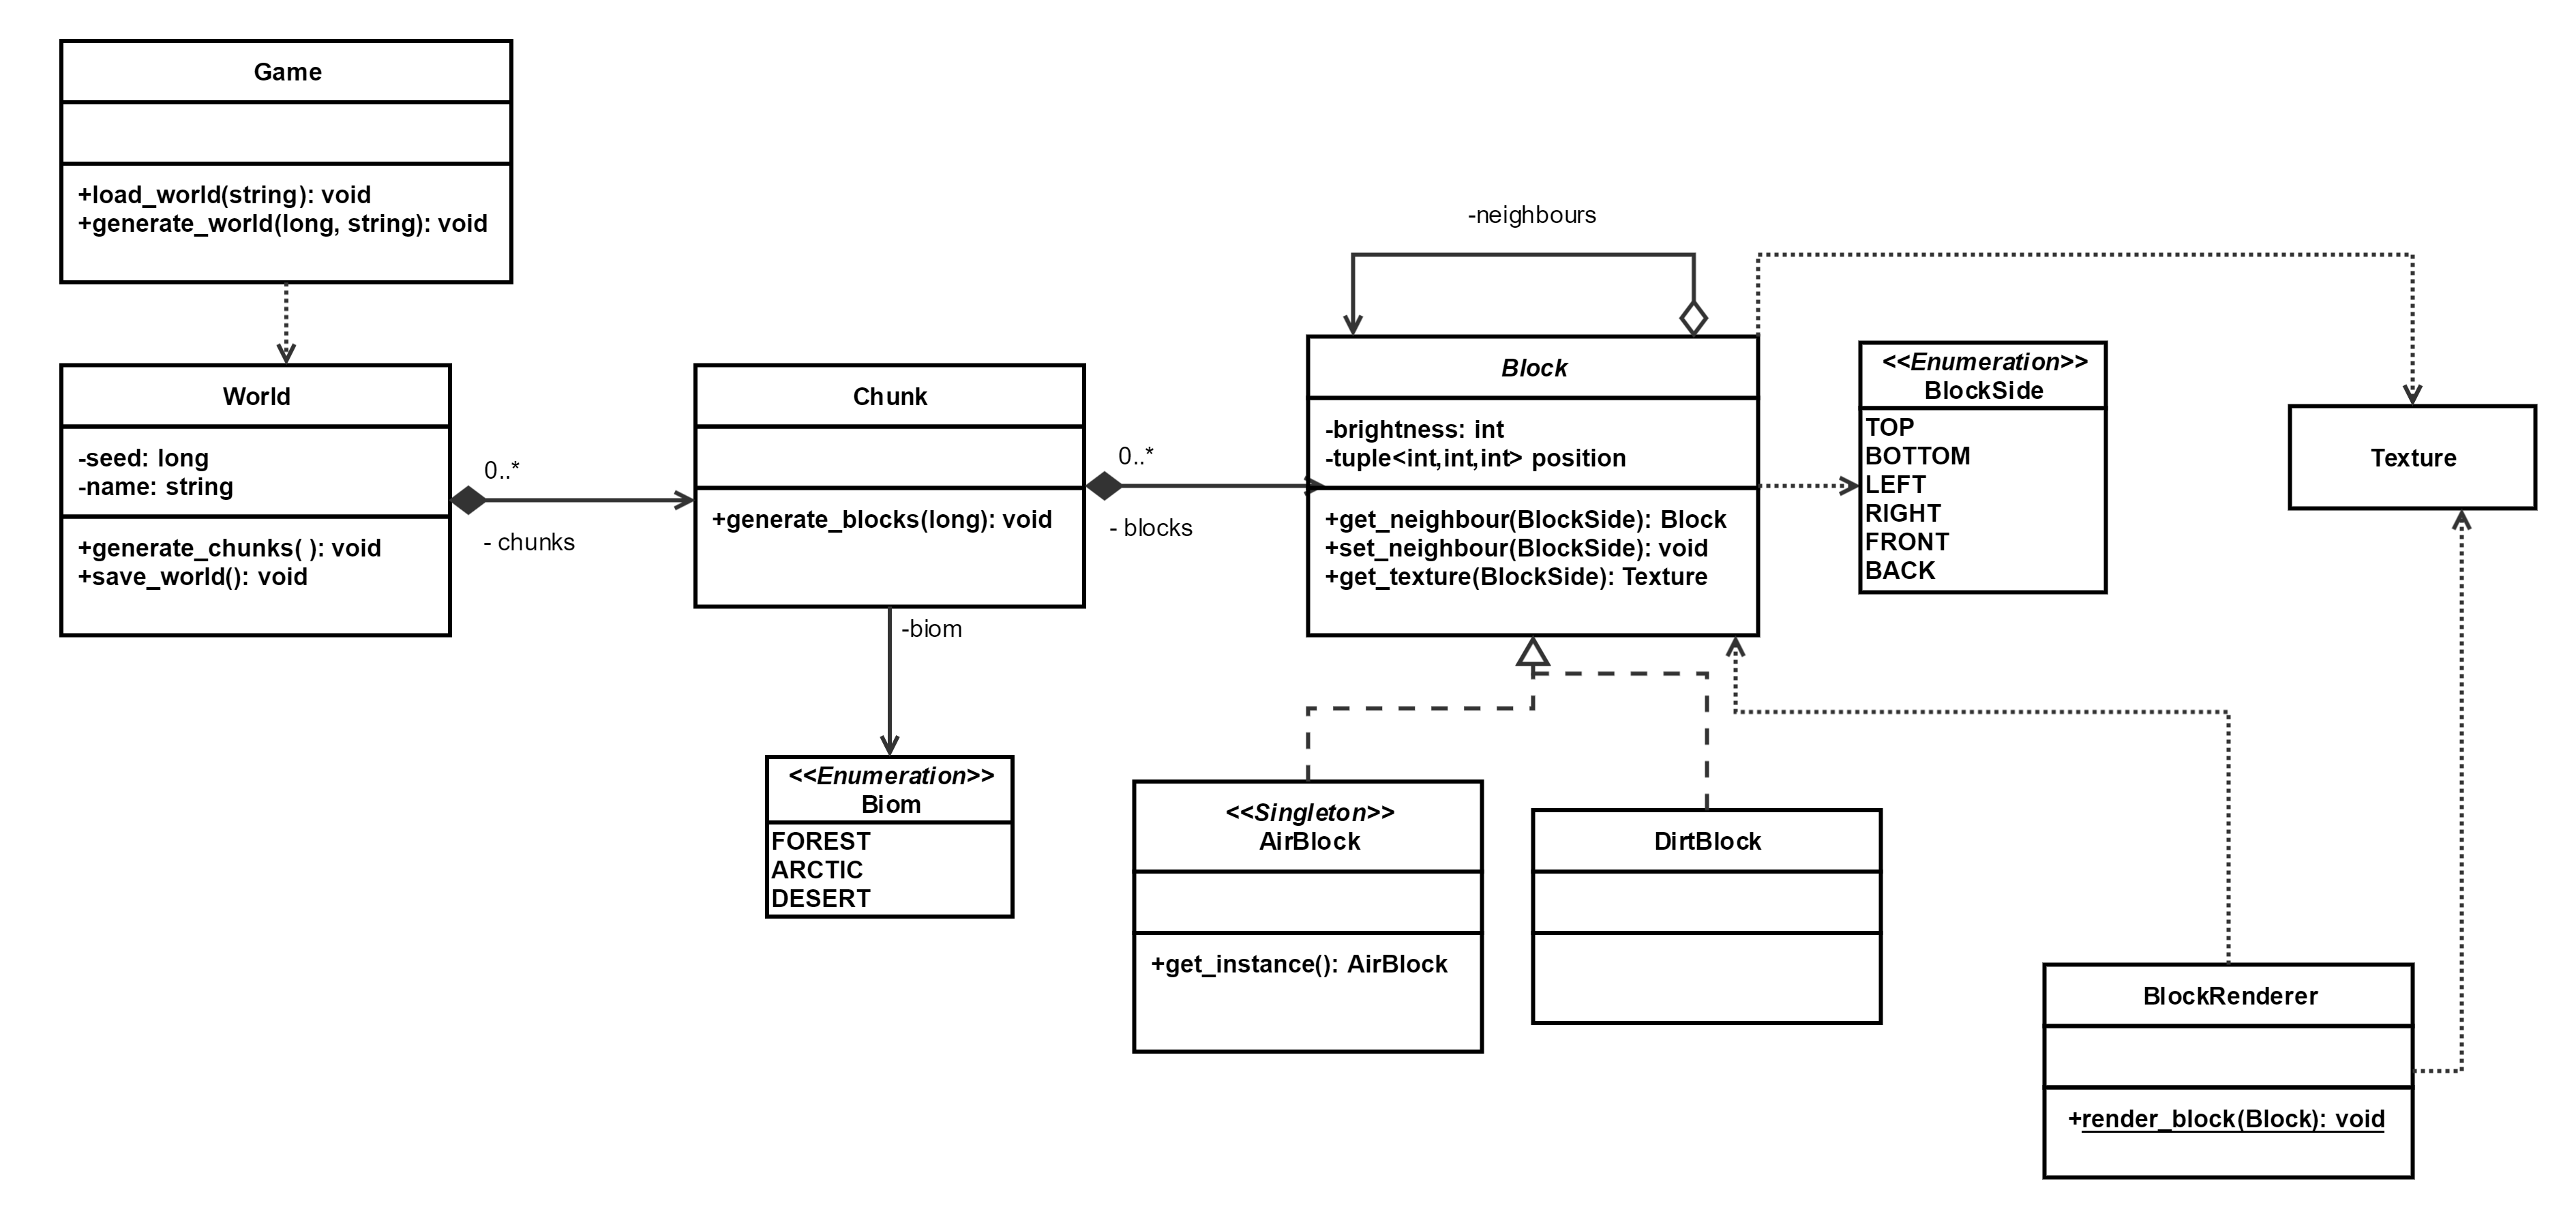 Game
+load_world(string): void
+generate_world(long, string): void
World
-seed: long
-name: string
+generate_chunks( ): void
+save_world(): void
0..*
- chunks
Chunk
+generate_blocks(long): void
0..*
- blocks
-biom
<<Enumeration>>
Biom
FOREST
ARCTIC
DESERT
-neighbours
Block
-brightness: int
-tuple<int,int,int> position
+get_neighbour(BlockSide): Block
+set_neighbour(BlockSide): void
+get_texture(BlockSide): Texture
<<Enumeration>>
BlockSide
TOP
BOTTOM
LEFT
RIGHT
FRONT
BACK
Texture
<<Singleton>>
AirBlock
+get_instance(): AirBlock
DirtBlock
BlockRenderer
+render_block(Block): void